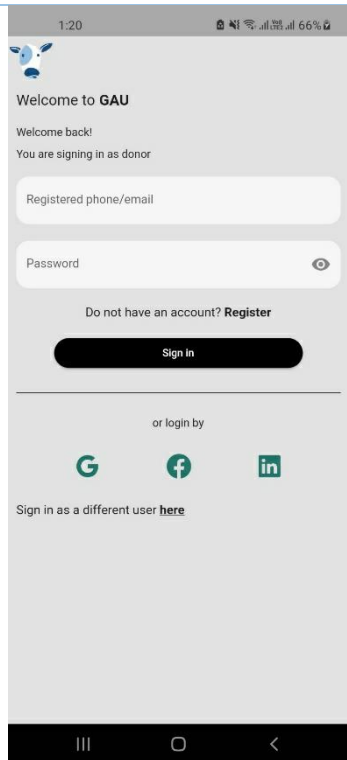 1:20 66%
Welcome to GAU
Welcome back!
You are signing in as donor
Registered phone/email
Password
Do not have an account? Register
Sign in
or login by
G f in
Sign in as a different user here